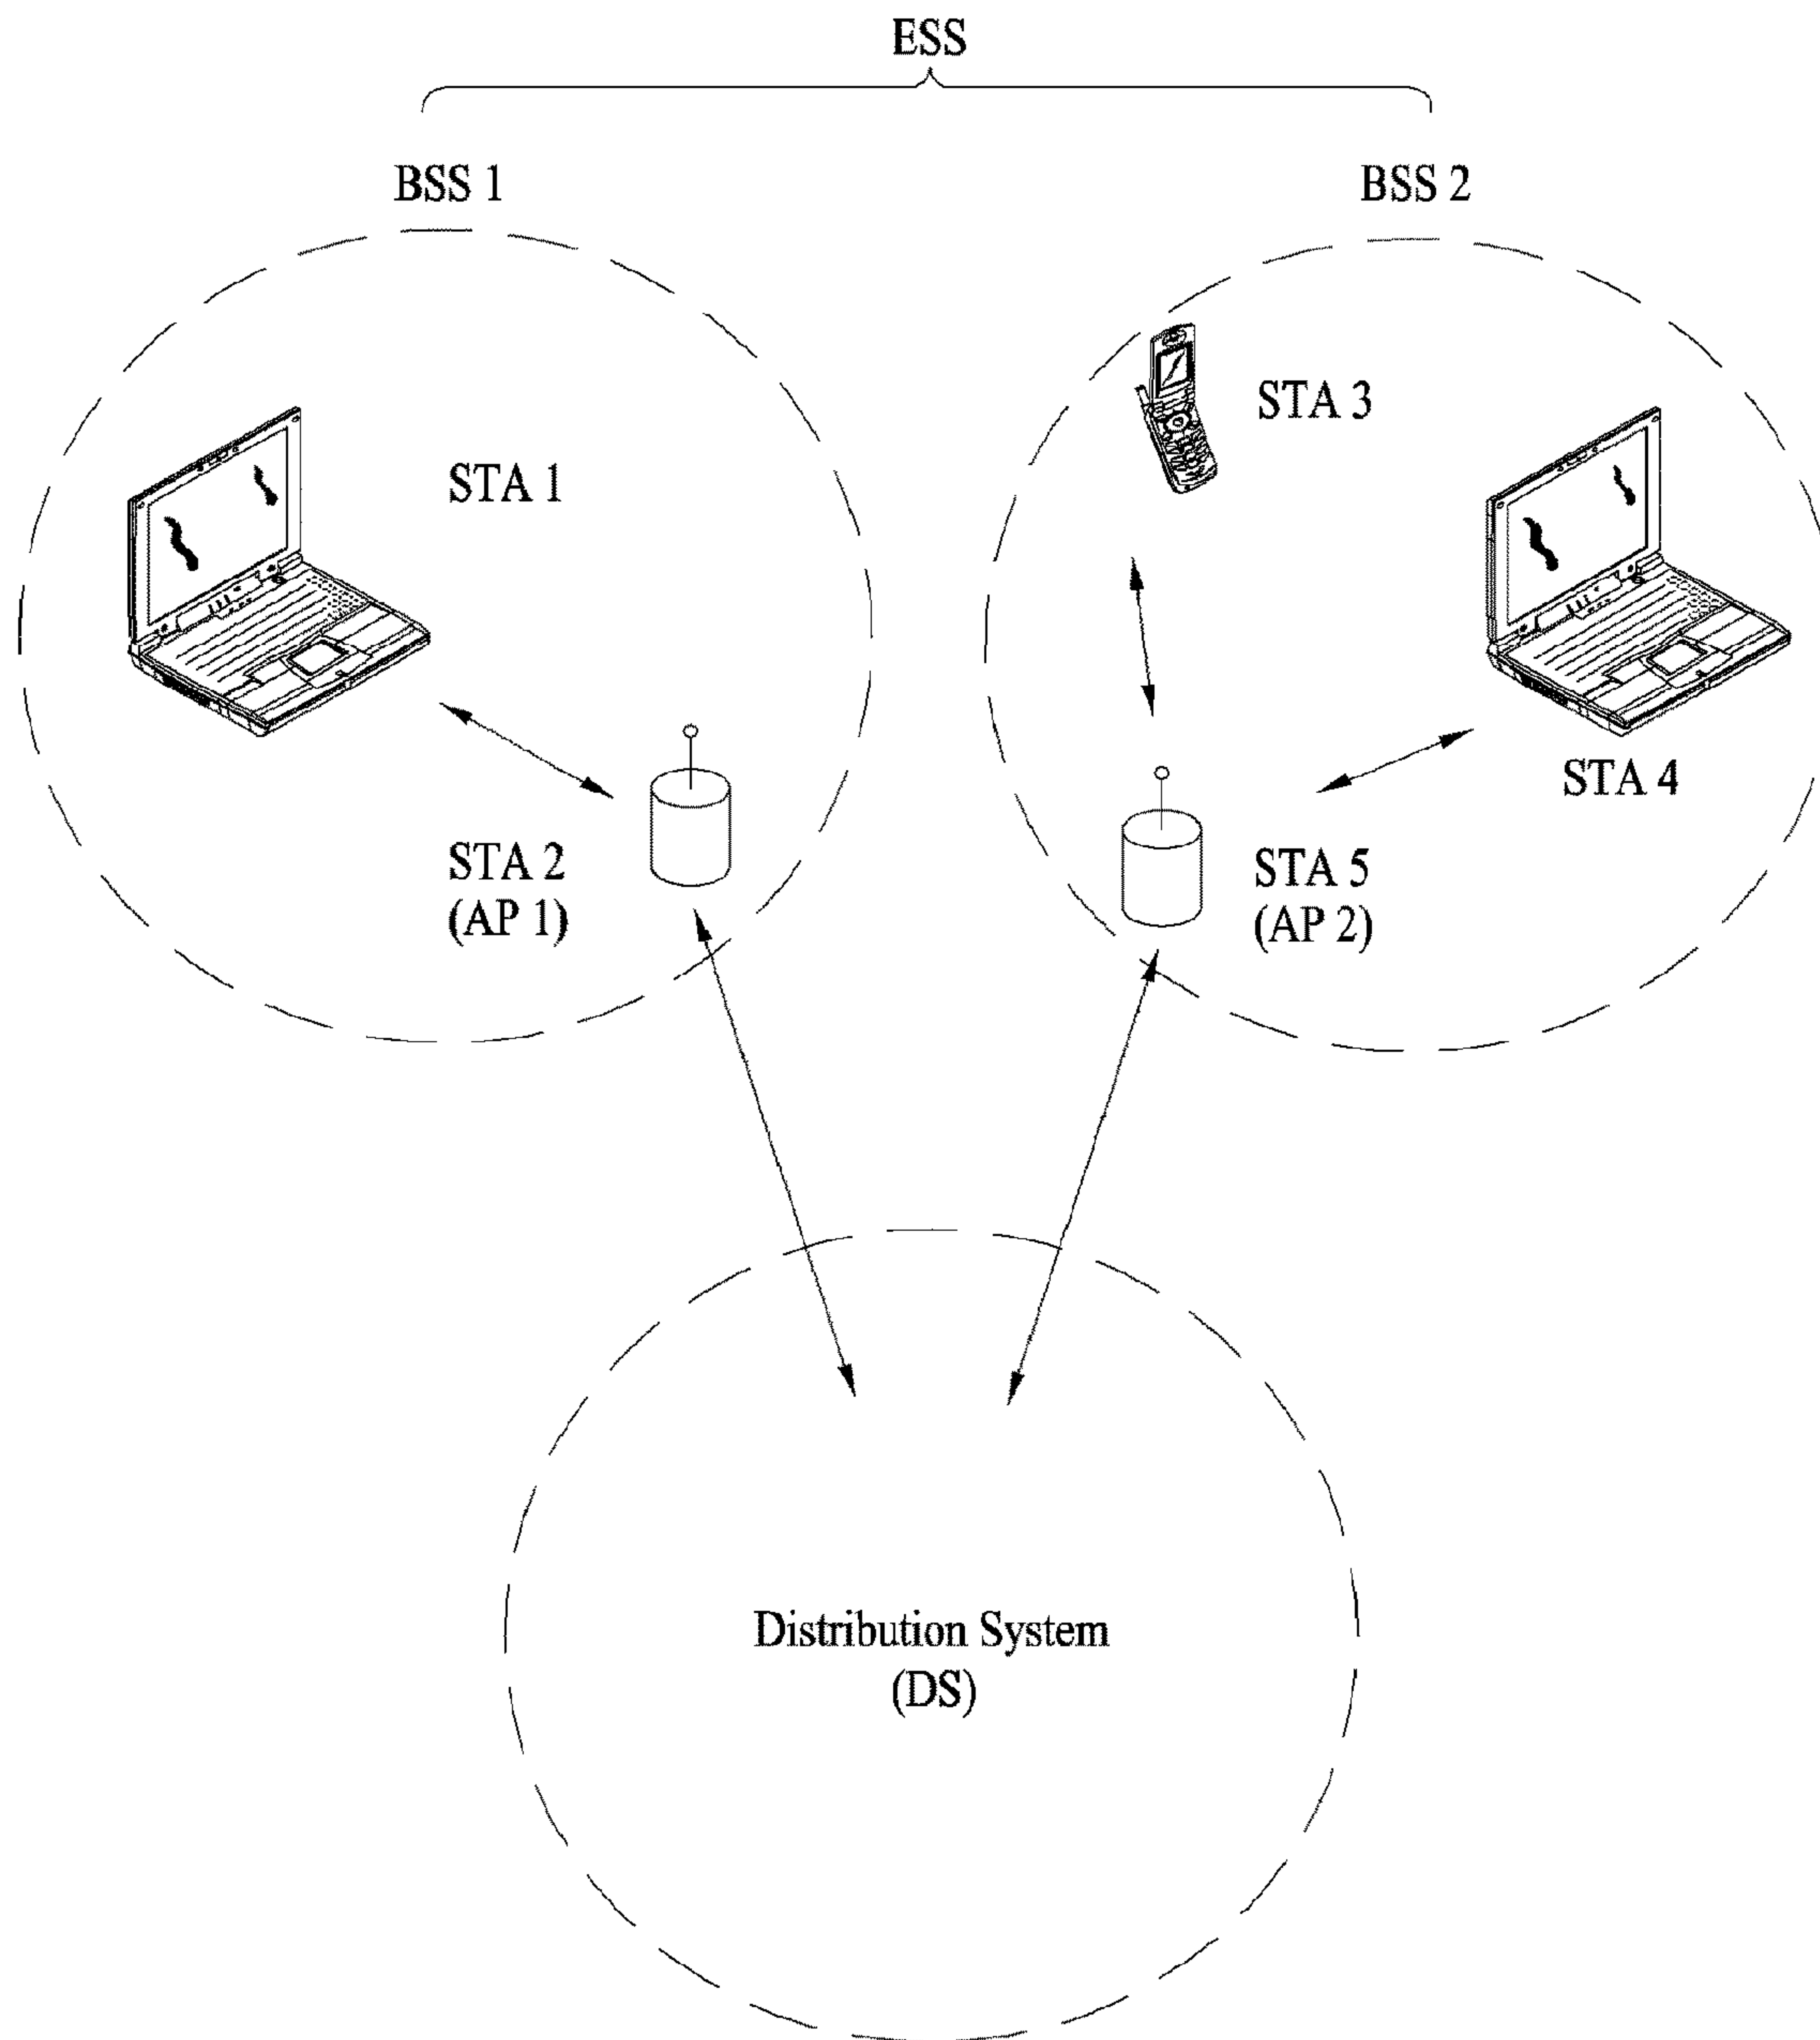 ESS
BSS 1
BSS 2
STA 3
STA 1
STA 4
STA 2
(AP 1)
STA 5
(AP 2)
Distribution System
(DS)